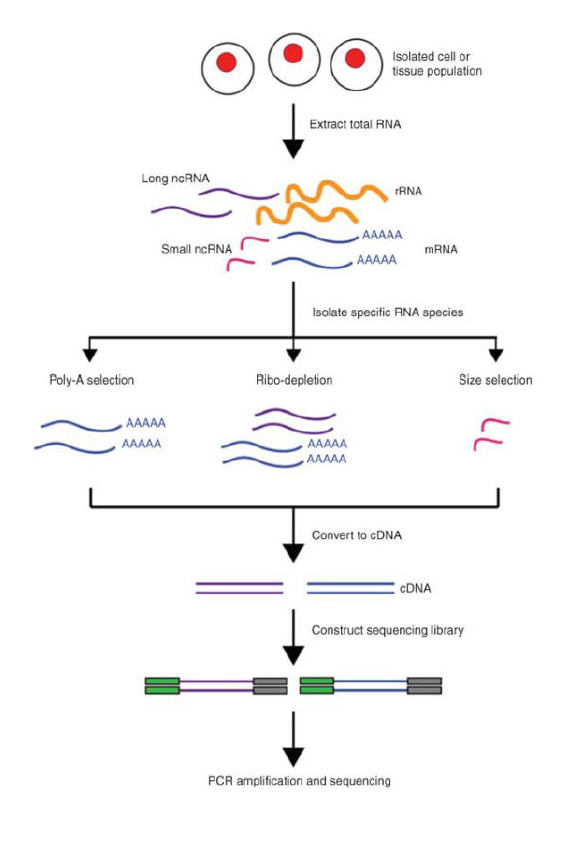 Isolated cell or
tissue population
Extract total RNA
Long ncRNA
rRNA
AAAAA
Small ncRNA
mRNA
AAAAA
Isolate specific RNA species
Poly-A selection
Ribo-depletion
Size selection
AAAAA
AAAAA
AAAAA
AAAAA
Convert to cDNA
cDNA
Construct sequencing library
PCR amplification and sequencing